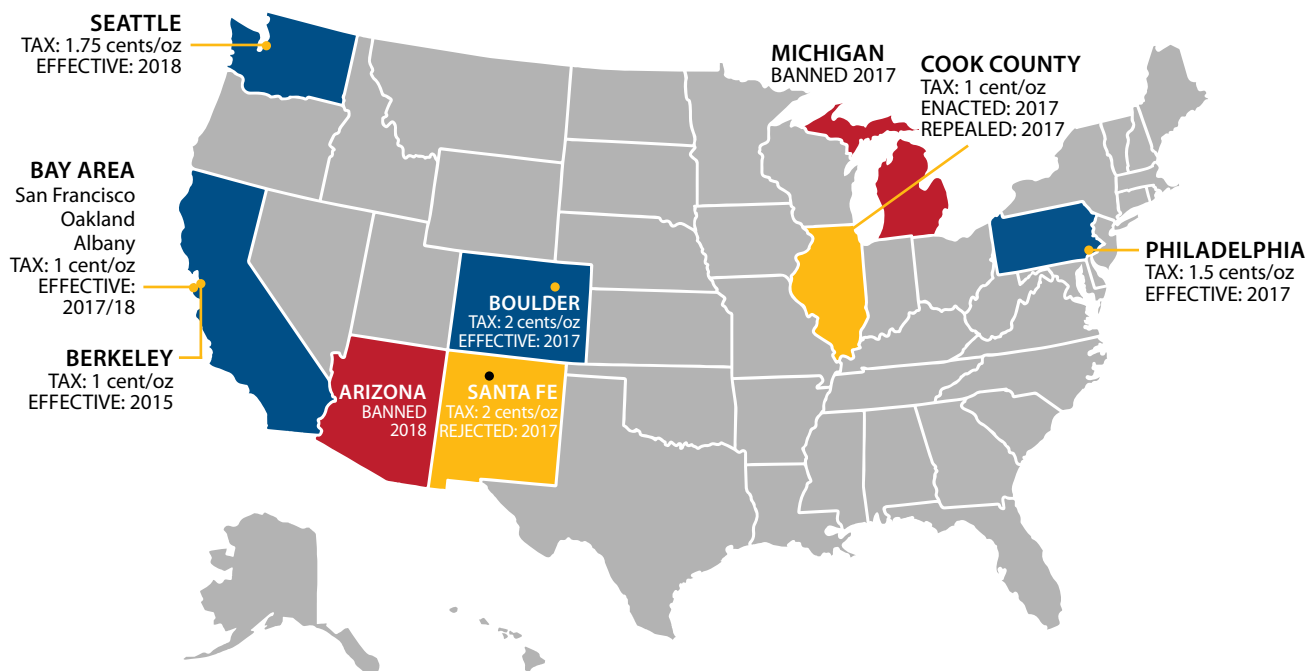 SEATTLE
TAX: 1.75 cents/oz
EFFECTIVE: 2018
MICHIGAN
BANNED 2017
COOK COUNTY
TAX: 1 cent/oz
ENACTED: 2017
REPEALED: 2017
BAY AREA
San Francisco
Oakland
Albany
TAX: 1 cent/oz
EFFECTIVE:
2017/18
PHILADELPHIA
TAX: 1.5 cents/oz
EFFECTIVE: 2017
BOULDER
TAX: 2 cents/oz
EFFECTIVE: 2017
BERKELEY
TAX: 1 cent/oz
EFFECTIVE: 2015
ARIZONA
BANNED
2018
SANTA FE
TAX: 2 cents/oz
REJECTED: 2017